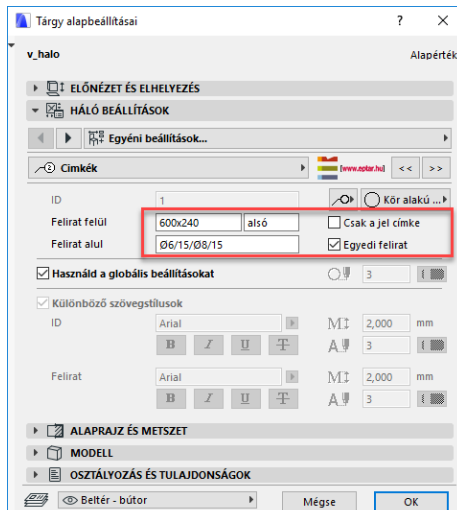 Tárgy alapbeállításai ? ×
v_halo Alapérték
ELŐNÉZET ÉS ELHELYEZÉS
HÁLÓ BEÁLLÍTÁSOK
Egyéni beállítások...
Címkék [www.eptar.hu] << >>
ID 1 Kör alakú ...
Felirat felül 600x240 alsó Csak a jel címke
Felirat alul Ø6/15/Ø8/15 Egyedi felirat
Használd a globális beállításokat 3
Különböző szövegstílusok
ID Arial M 2,000 mm
B I U T A 3
Felirat Arial M 2,000 mm
B I U T A 3
ALAPRAJZ ÉS METSZET
MODELL
OSZTÁLYOZÁS ÉS TULAJDONSÁGOK
Beltér - bútor Mégse OK